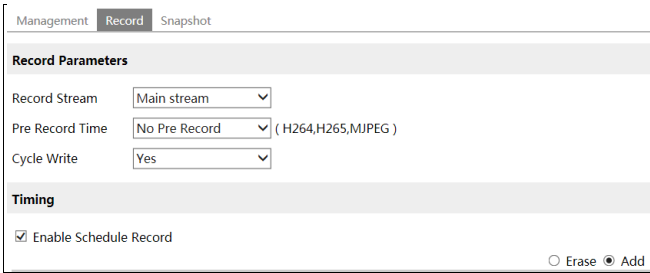 Management Record Snapshot
Record Parameters
Record Stream Main stream
Pre Record Time No Pre Record ( H264,H265,MJPEG )
Cycle Write Yes
Timing
Enable Schedule Record
Erase Add